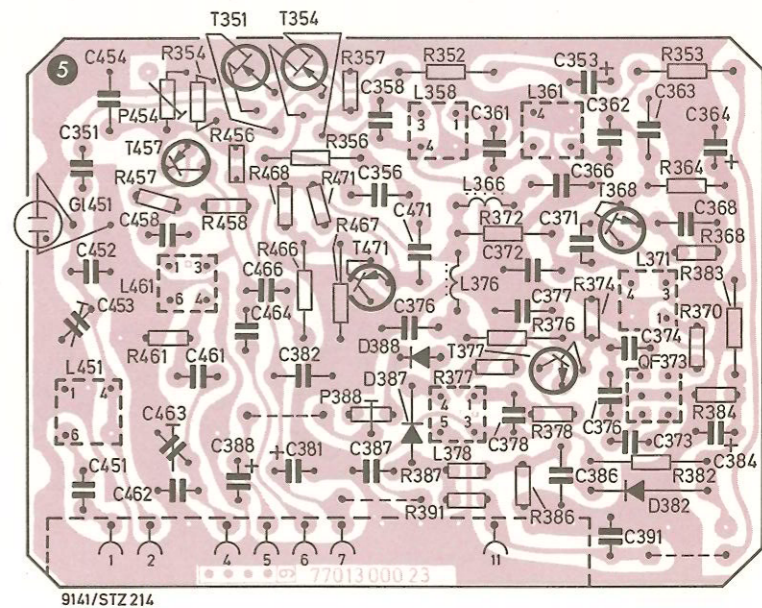 T351 T354
5 C454 R354 R357 R352 C353 + R353
P454 C358 L358 L361 C362 C363 C364
3 1 4
C351 T457 R456 R356 C361 +
4
R457 R468 R471 C356 C366 T368 R364
GL451 L366
C458 R458 R467 C471 R372 C371 C368
C452 R466 T471 C372 R368
L461 1 3 C466 L376 L371 R383
6 4 C464 C377 R374 4 3 R370
C453 C376 R376 1
D388 T377 C374
R461 C461 C382 QF373
L451 D387 R377
1 4 P388 4 1
C463 5 3 C376 R384
6 C388 + + C381 C387 C378 R378 C373 + C384
C451 R387 L378 C386 R382
C462 R391 R386 D382
C391
1 2 4 5 6 7 11
77013 000 23
9141/STZ 214